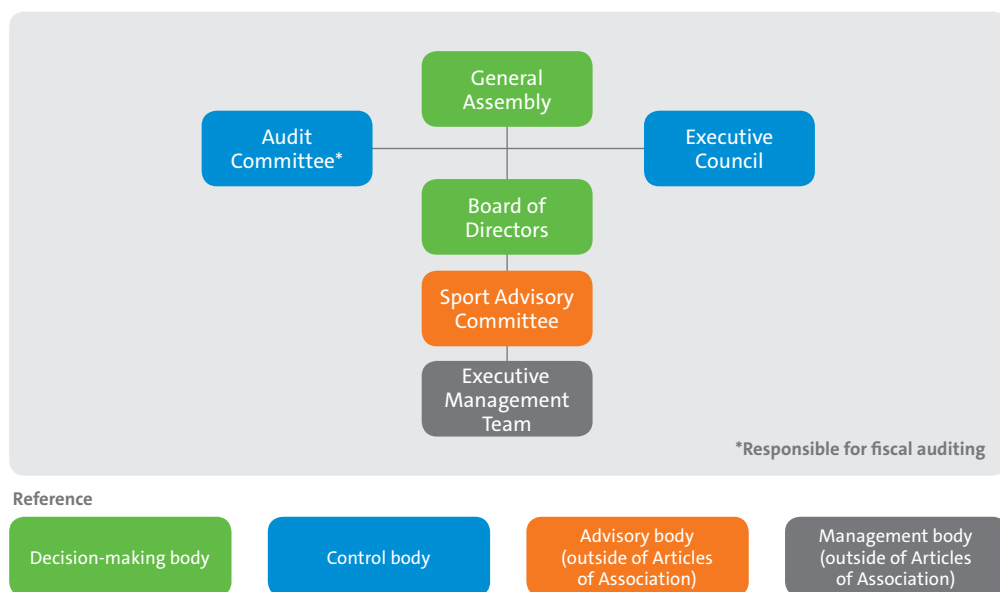 General
Assembly
Audit
Committee*
Executive
Council
Board of
Directors
Sport Advisory
Committee
Executive
Management
Team
*Responsible for fiscal auditing
Reference
Decision-making body
Control body
Advisory body
(outside of Articles
of Association)
Management body
(outside of Articles
of Association)